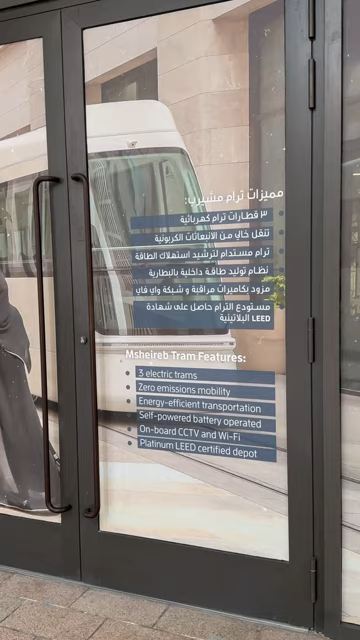 مميزات ترام مشيرب:
٣ قطارات ترام كهربائية
تنقل خالٍ من الانبعاثات الكربونية
ترام مستدام لترشيد استهلاك الطاقة
نظام توليد طاقة داخلية بالبطارية
مزود بكاميرات مراقبة و شبكة واي فاي
مستودع الترام حاصل على شهادة
LEED البلاتينية
Msheireb Tram Features:
• 3 electric trams
• Zero emissions mobility
• Energy-efficient transportation
• Self-powered battery operated
• On-board CCTV and Wi-Fi
• Platinum LEED certified depot